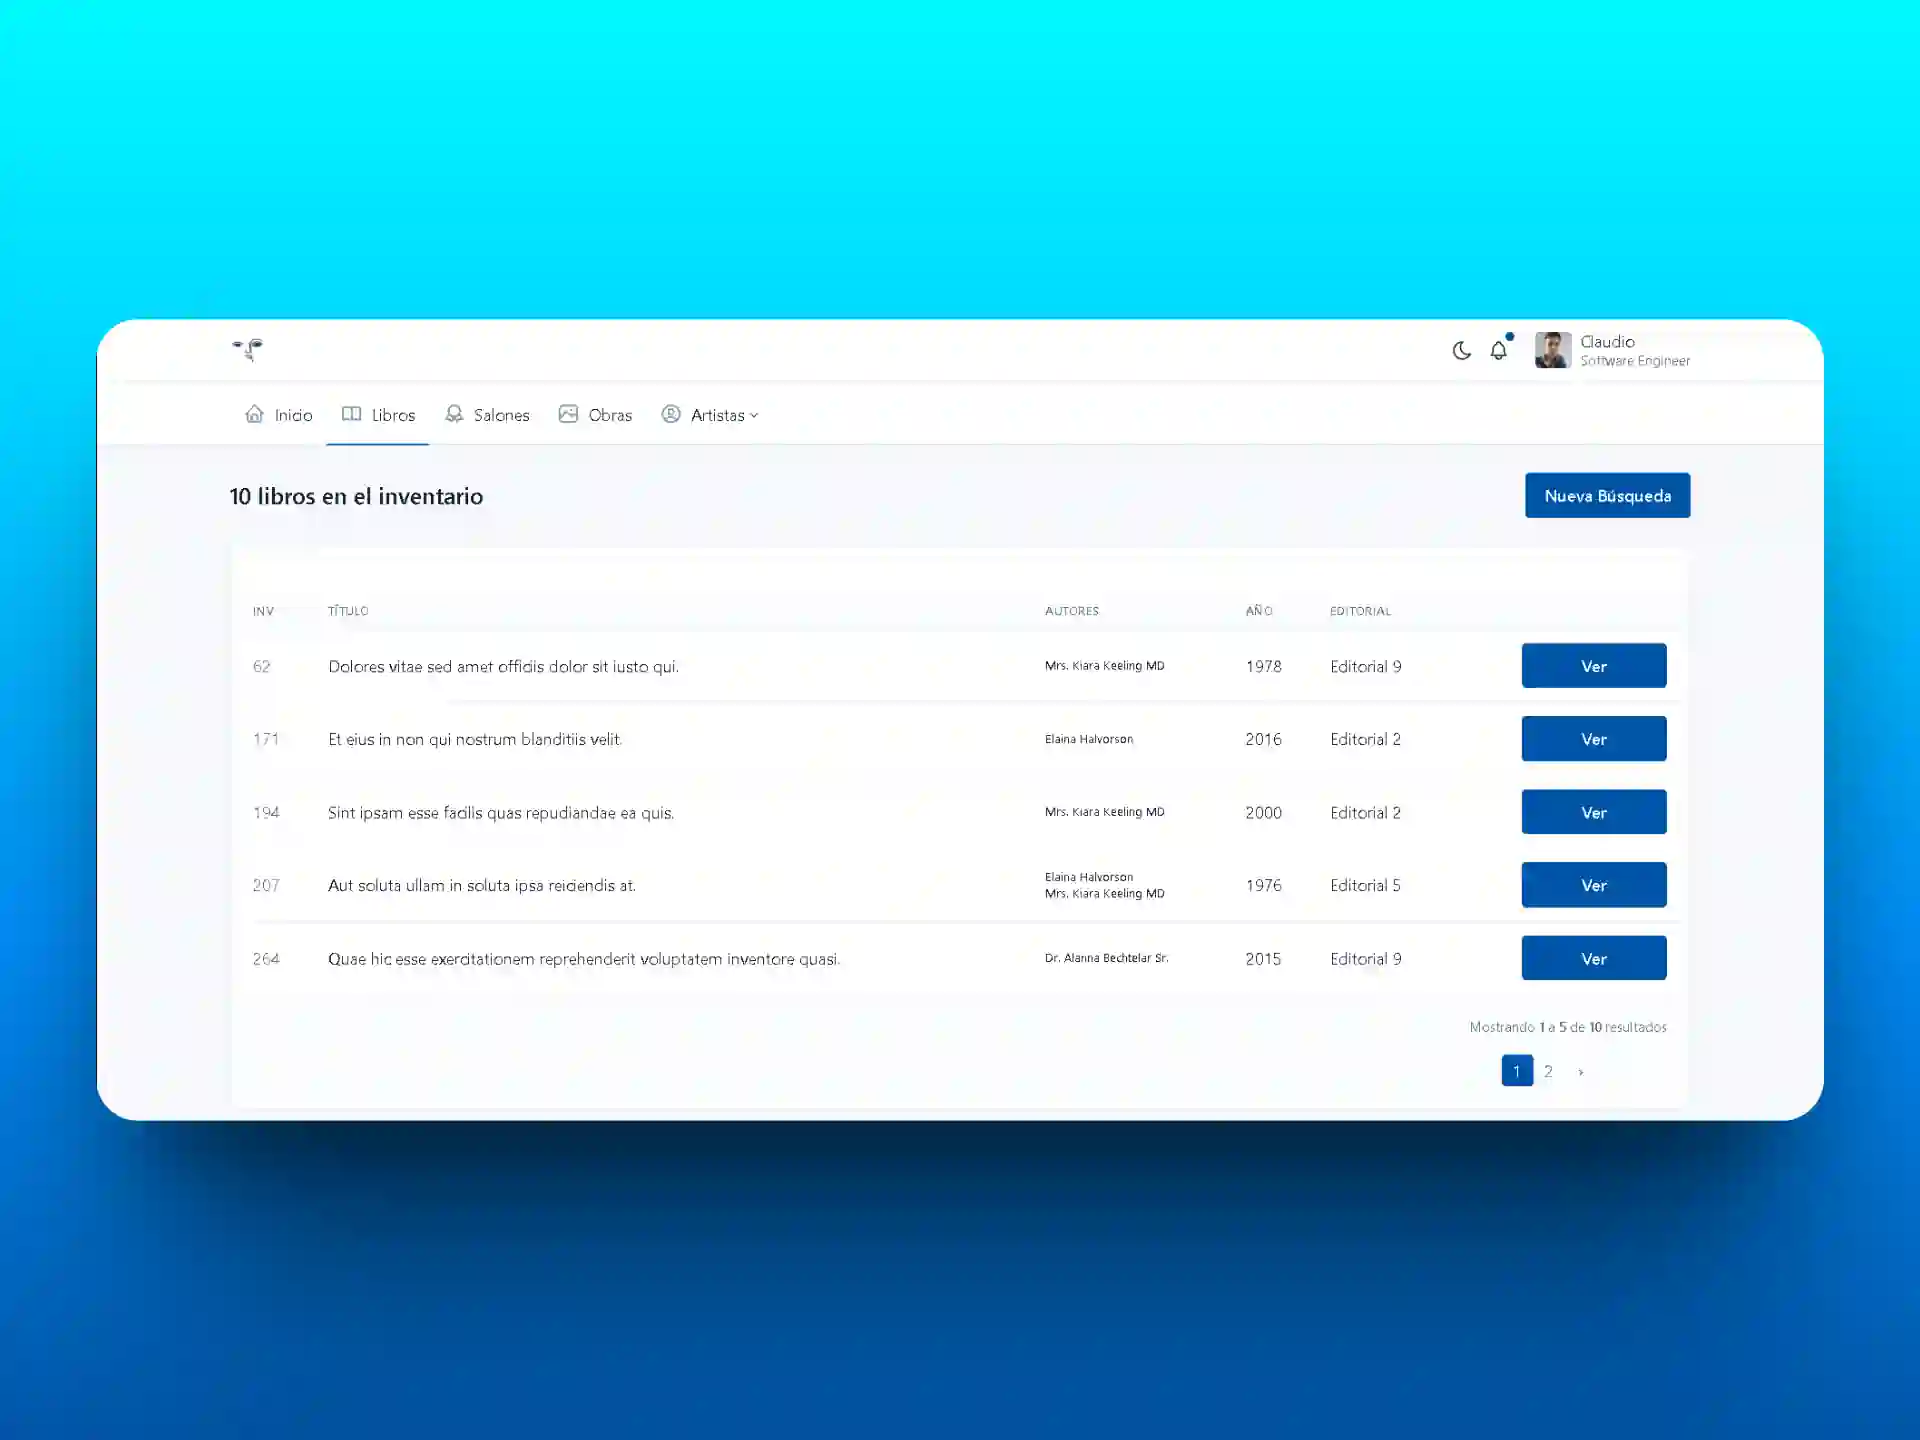 Claudio
Software Engineer
Inicio Libros Salones Obras Artistas
10 libros en el inventario
Nueva Búsqueda
INV TÍTULO AUTORES AÑO EDITORIAL
62 Dolores vitae sed amet officiis dolor sit iusto qui. Mrs. Kiara Keeling MD 1978 Editorial 9 Ver
171 Et eius in non qui nostrum blanditiis velit. Elaina Halvorson 2016 Editorial 2 Ver
194 Sint ipsam esse facilis quas repudiandae ea quis. Mrs. Kiara Keeling MD 2000 Editorial 2 Ver
207 Aut soluta ullam in soluta ipsa reiciendis at. Elaina Halvorson
Mrs. Kiara Keeling MD 1976 Editorial 5 Ver
264 Quae hic esse exercitationem reprehenderit voluptatem inventore quasi. Dr. Alanna Bechtelar Sr. 2015 Editorial 9 Ver
Mostrando 1 a 5 de 10 resultados
1 2 ›